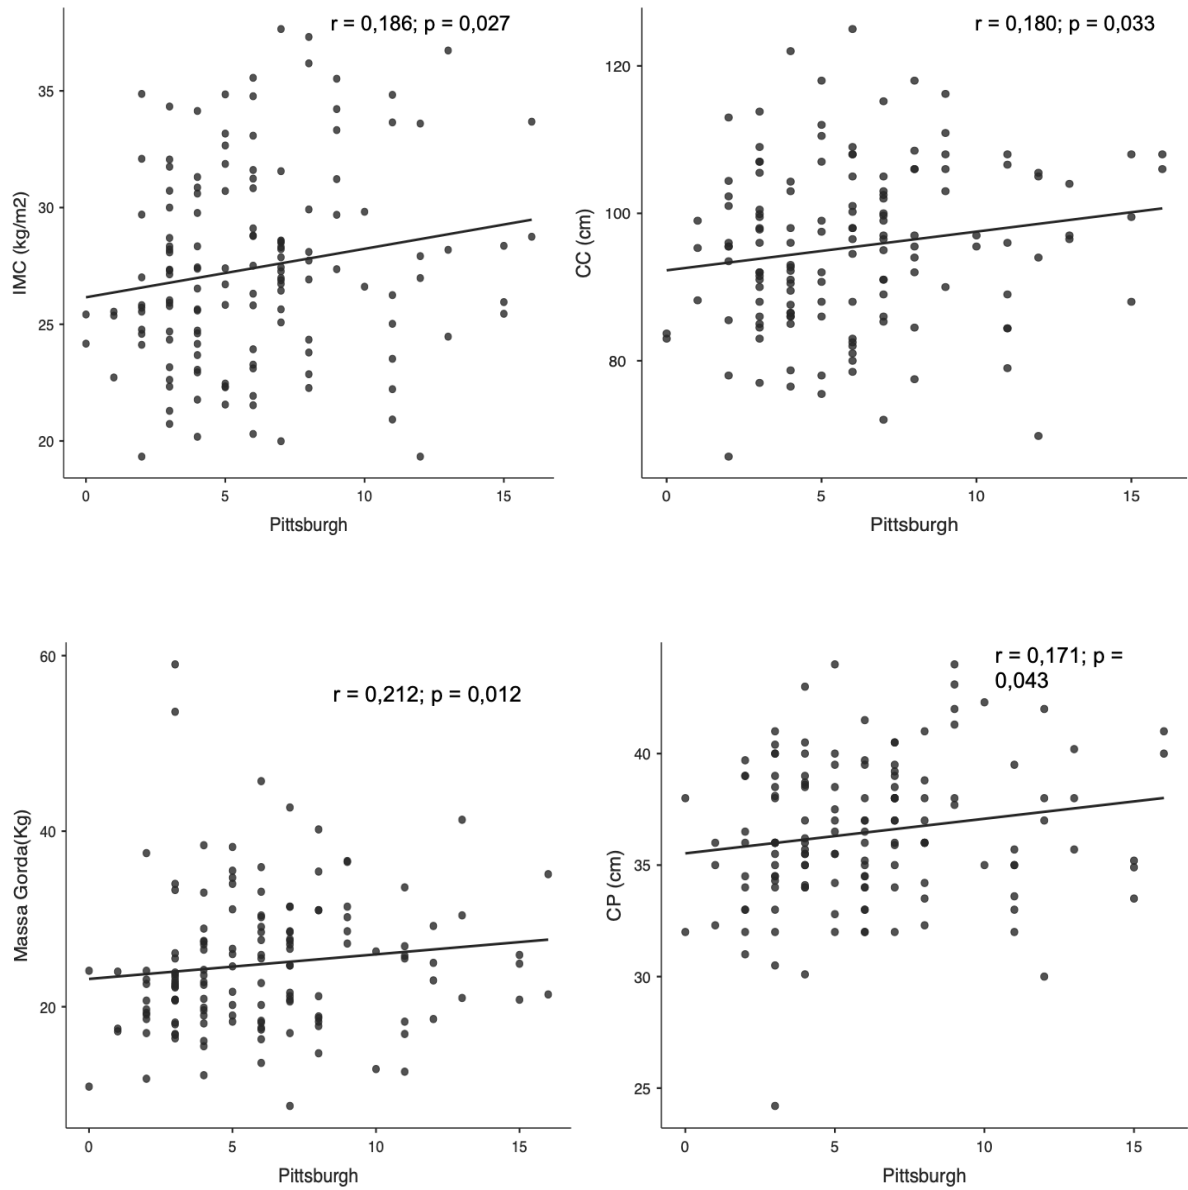 r = 0,186; p = 0,027
35
30
25
20
IMC (kg/m2)
0 5 10 15
Pittsburgh
r = 0,180; p = 0,033
120
100
80
CC (cm)
0 5 10 15
Pittsburgh
r = 0,212; p = 0,012
60
40
20
Massa Gorda(Kg)
0 5 10 15
Pittsburgh
r = 0,171; p =
0,043
40
35
30
25
CP (cm)
0 5 10 15
Pittsburgh